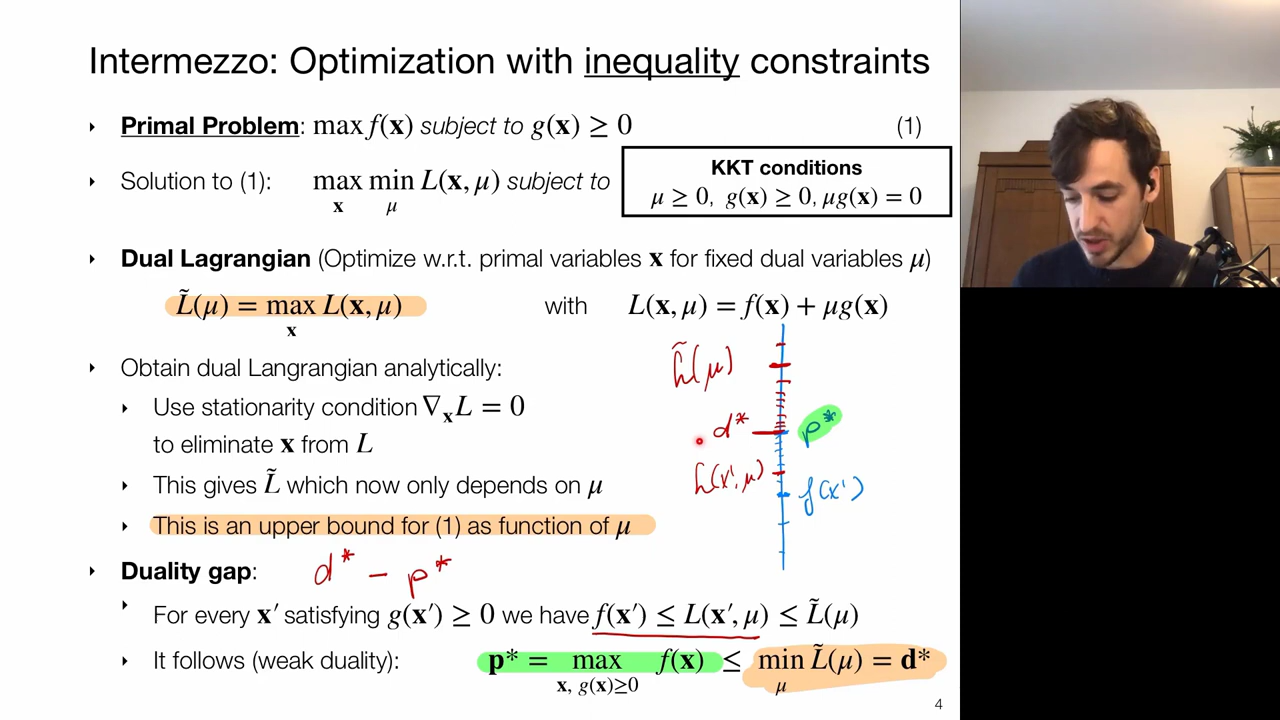 Intermezzo: Optimization with inequality constraints
‣ Primal Problem: max f(x) subject to g(x) ≥ 0 (1)
‣ Solution to (1): max min L(x, μ) subject to
x μ
KKT conditions
μ ≥ 0, g(x) ≥ 0, μg(x) = 0
‣ Dual Lagrangian (Optimize w.r.t. primal variables x for fixed dual variables μ)
L̃(μ) = max L(x, μ) with L(x, μ) = f(x) + μg(x)
x
L̃(μ)
‣ Obtain dual Langrangian analytically:
‣ Use stationarity condition ∇ₓL = 0
to eliminate x from L
d* p*
L(x', μ)
f(x')
‣ This gives L̃ which now only depends on μ
‣ This is an upper bound for (1) as function of μ
‣ Duality gap: d* − p*
‣ For every x′ satisfying g(x′) ≥ 0 we have f(x′) ≤ L(x′, μ) ≤ L̃(μ)
‣ It follows (weak duality): p* = max f(x) ≤ min L̃(μ) = d*
x, g(x)≥0 μ
4